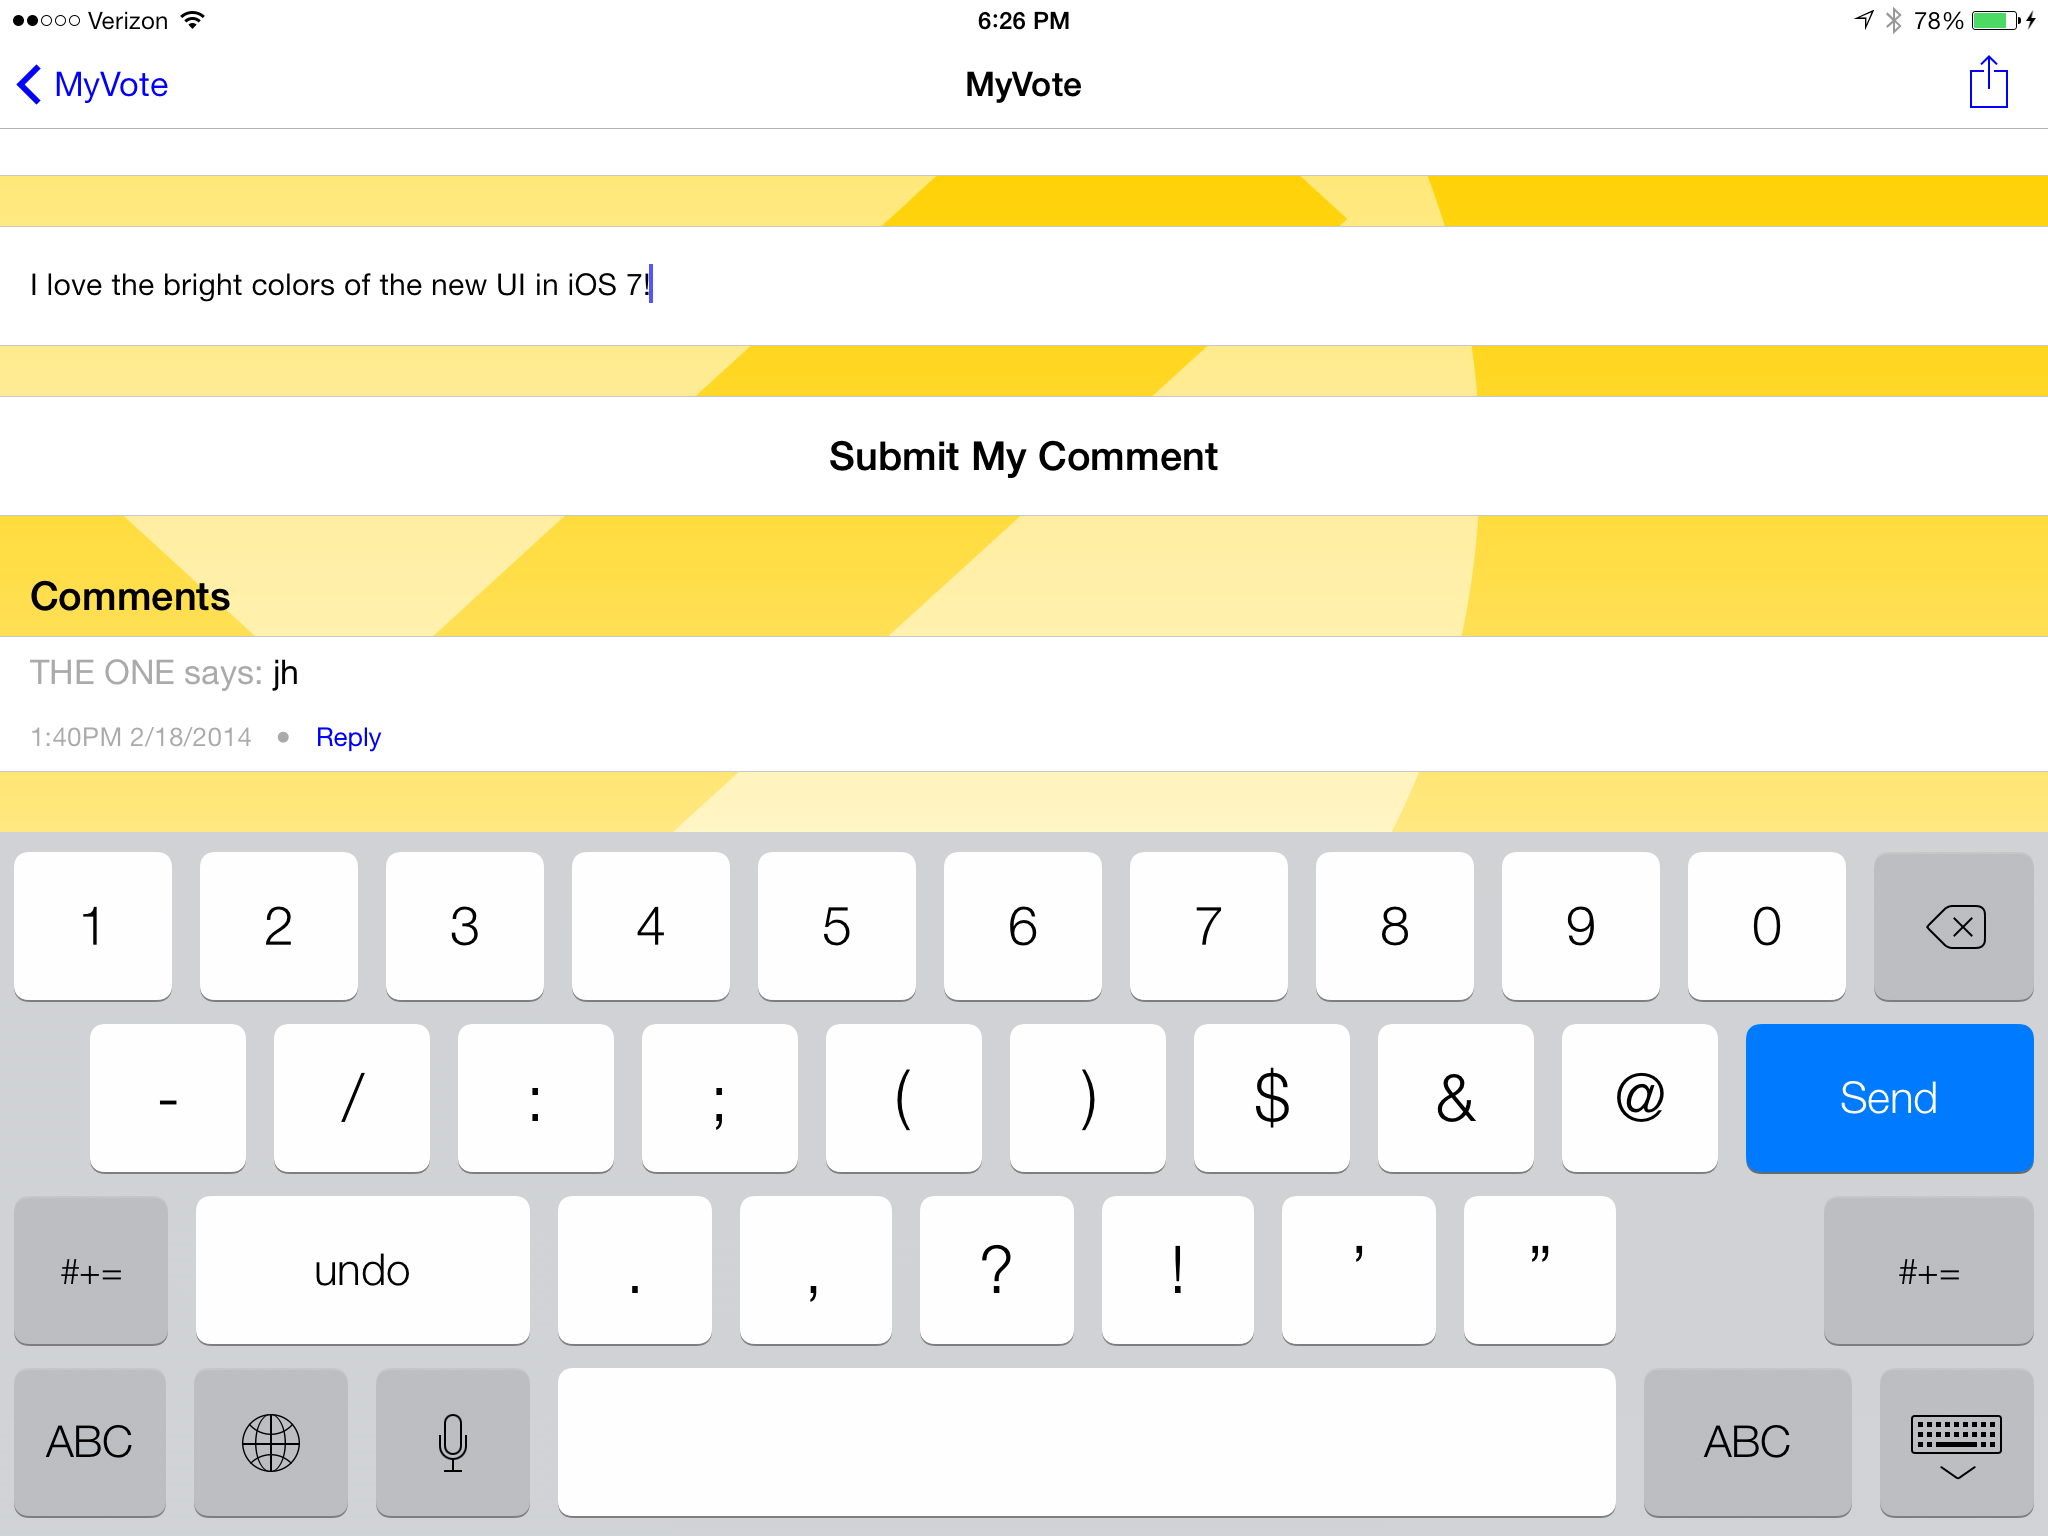 Verizon 6:26 PM 78%
MyVote MyVote
I love the bright colors of the new UI in iOS 7!
Submit My Comment
Comments
THE ONE says: jh
1:40PM 2/18/2014 • Reply
1 2 3 4 5 6 7 8 9 0
- / : ; ( ) $ & @ Send
#+= undo . , ? ! ’ ” #+=
ABC ABC